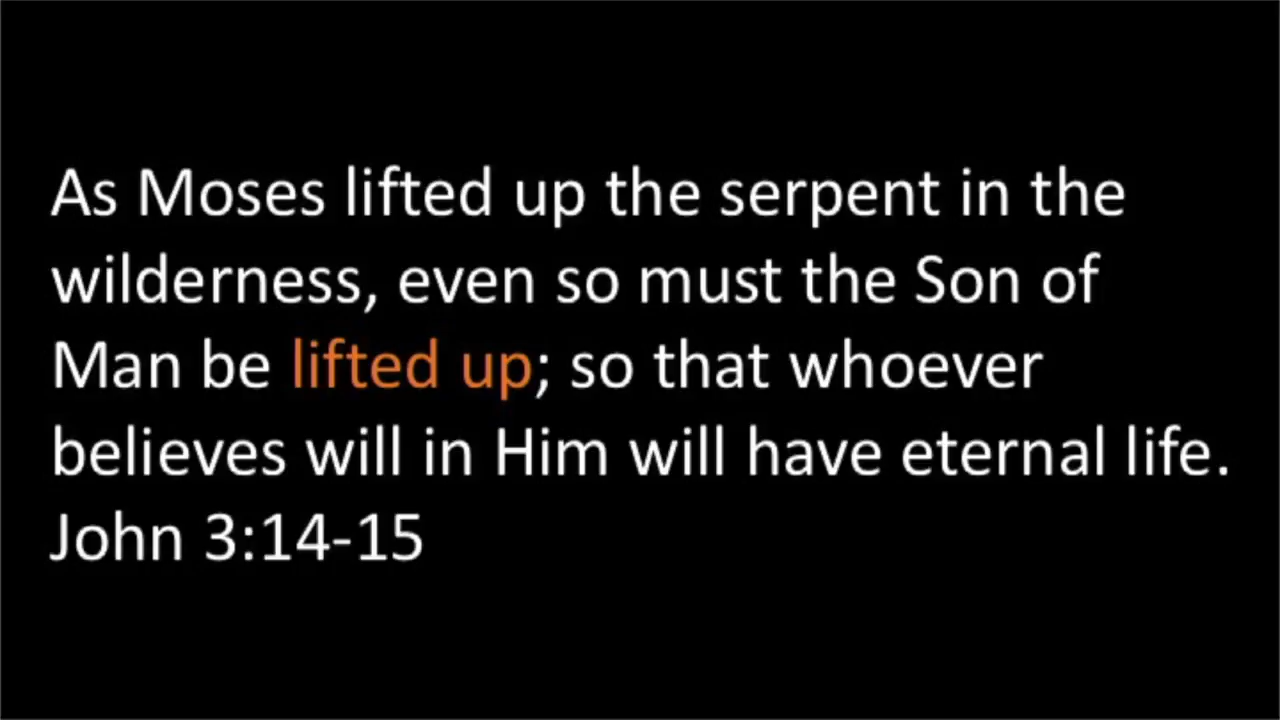 As Moses lifted up the serpent in the
wilderness, even so must the Son of
Man be lifted up; so that whoever
believes will in Him will have eternal life.
John 3:14-15